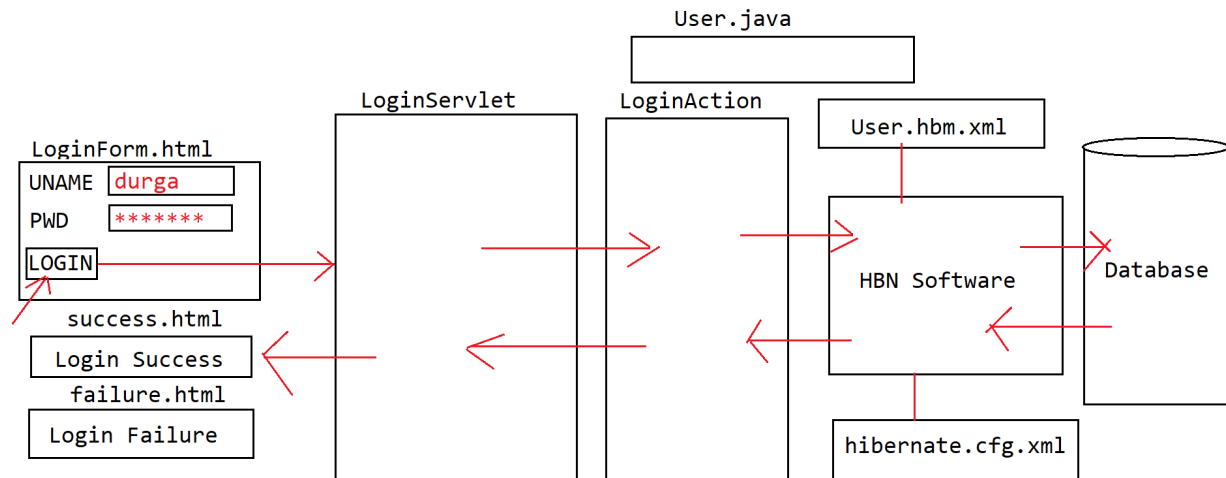 User.java
LoginServlet
LoginAction
User.hbm.xml
LoginForm.html
UNAME durga
PWD *******
LOGIN
HBN Software
Database
success.html
Login Success
failure.html
Login Failure
hibernate.cfg.xml